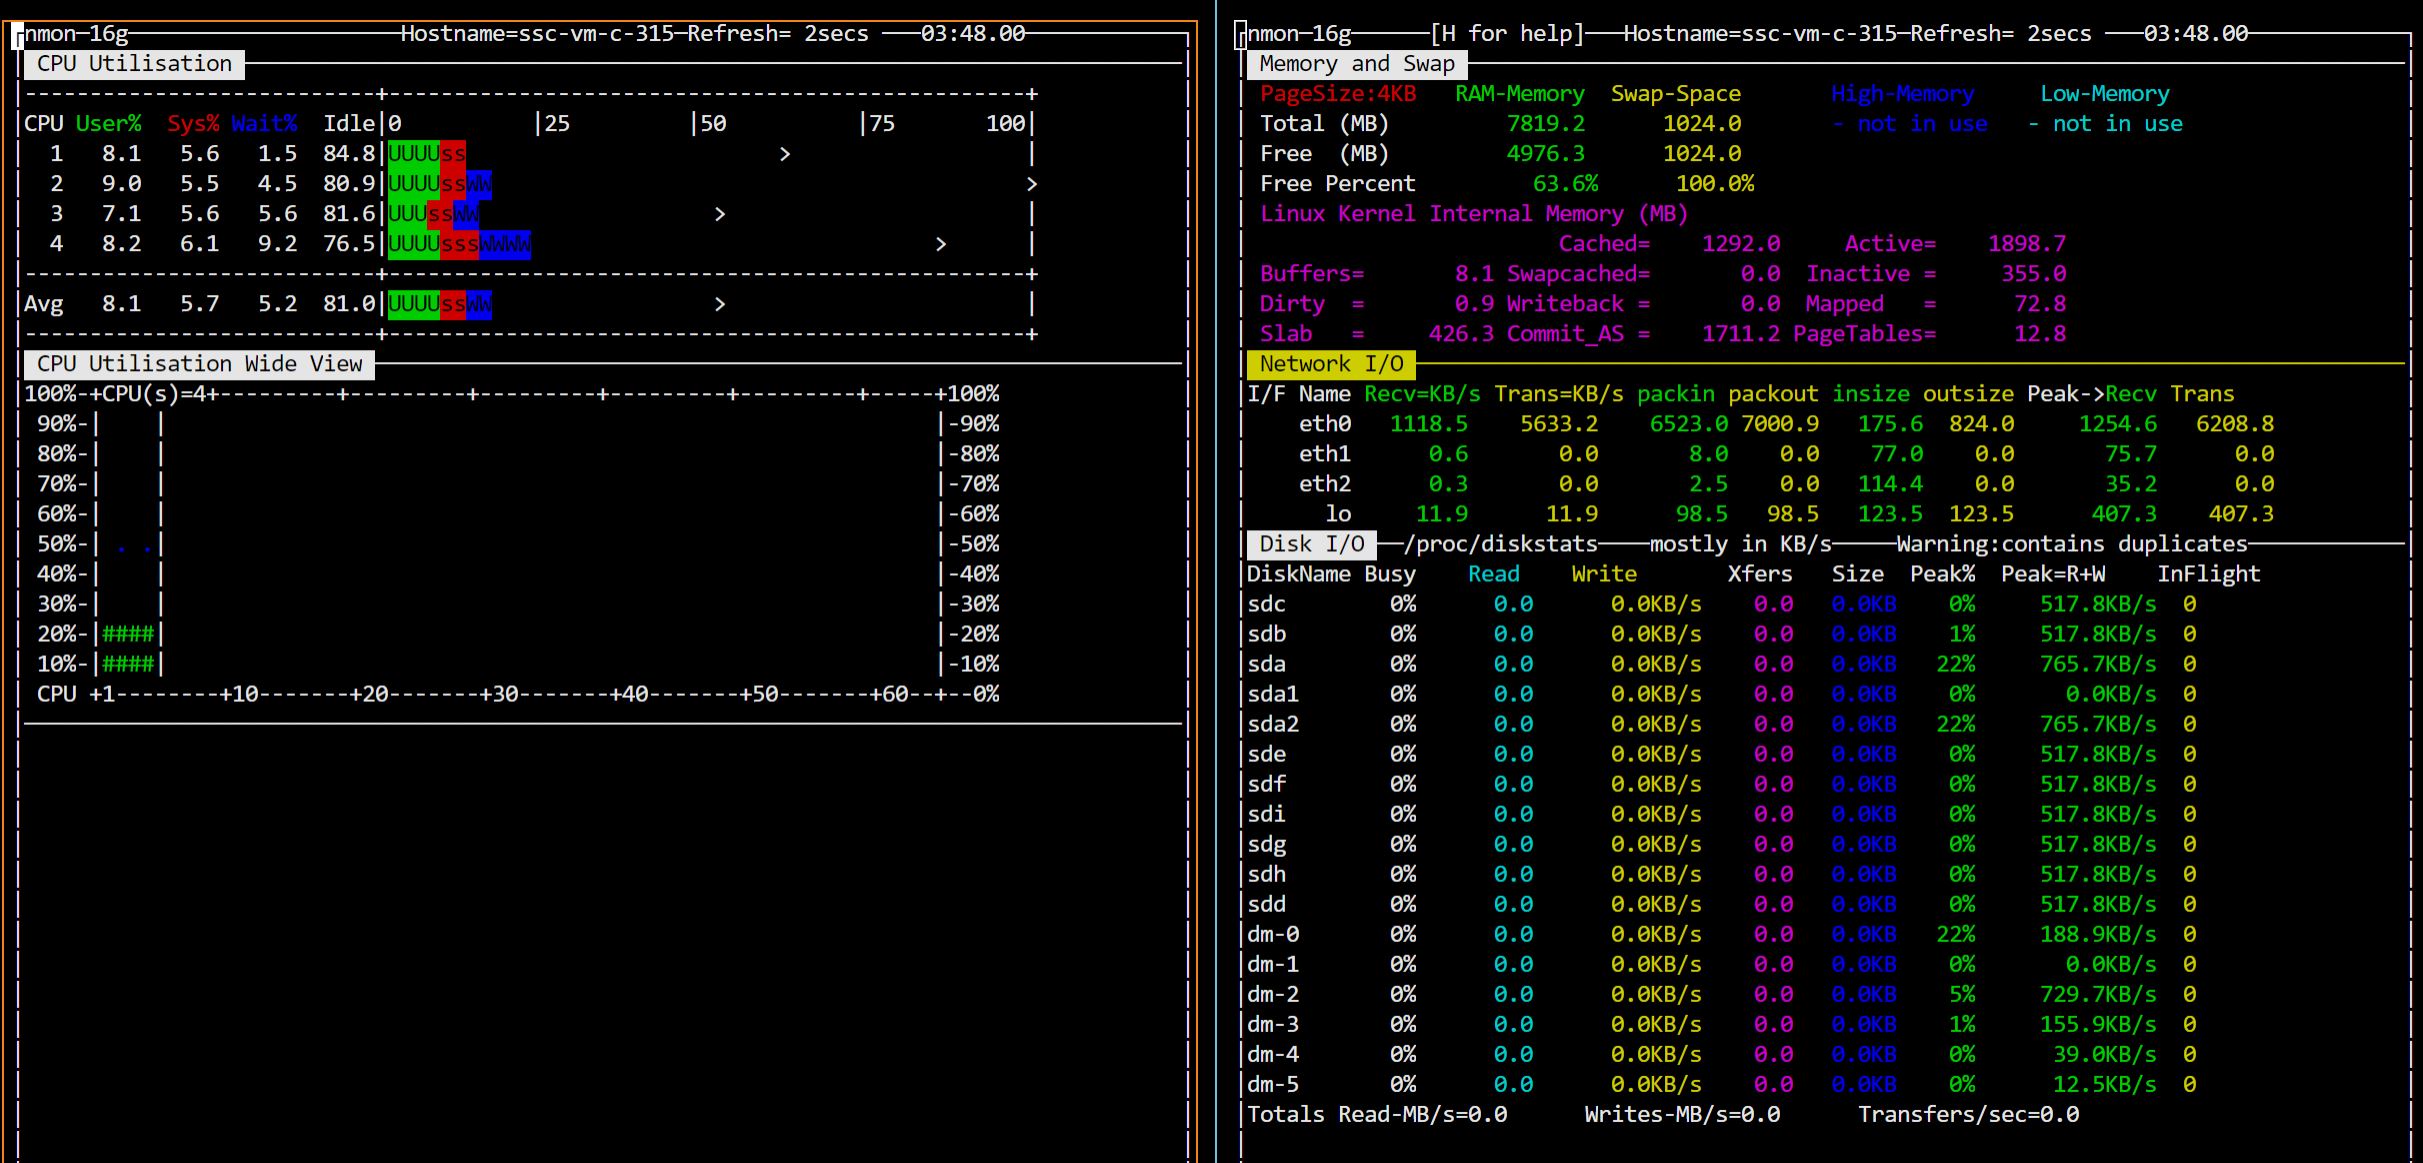 nmon-16g Hostname=ssc-vm-c-315 Refresh= 2secs 03:48.00
CPU Utilisation
---------------------------+-------------------------------------------------+
CPU User% Sys% Wait% Idle|0 |25 |50 |75 100|
1 8.1 5.6 1.5 84.8|UUUUss > |
2 9.0 5.5 4.5 80.9|UUUUssWW >
3 7.1 5.6 5.6 81.6|UUUssWW > |
4 8.2 6.1 9.2 76.5|UUUUsssWWWW > |
---------------------------+-------------------------------------------------+
Avg 8.1 5.7 5.2 81.0|UUUUssWW > |
---------------------------+-------------------------------------------------+
CPU Utilisation Wide View
100%-+CPU(s)=4+---------+---------+---------+---------+---------+-----+100%
90%-| | |-90%
80%-| | |-80%
70%-| | |-70%
60%-| | |-60%
50%-| . .| |-50%
40%-| | |-40%
30%-| | |-30%
20%-|####| |-20%
10%-|####| |-10%
CPU +1--------+10-------+20-------+30-------+40-------+50-------+60--+--0%
nmon-16g [H for help] Hostname=ssc-vm-c-315 Refresh= 2secs 03:48.00
Memory and Swap
PageSize:4KB RAM-Memory Swap-Space High-Memory Low-Memory
Total (MB) 7819.2 1024.0 - not in use - not in use
Free (MB) 4976.3 1024.0
Free Percent 63.6% 100.0%
Linux Kernel Internal Memory (MB)
Cached= 1292.0 Active= 1898.7
Buffers= 8.1 Swapcached= 0.0 Inactive = 355.0
Dirty = 0.9 Writeback = 0.0 Mapped = 72.8
Slab = 426.3 Commit_AS = 1711.2 PageTables= 12.8
Network I/O
I/F Name Recv=KB/s Trans=KB/s packin packout insize outsize Peak->Recv Trans
eth0 1118.5 5633.2 6523.0 7000.9 175.6 824.0 1254.6 6208.8
eth1 0.6 0.0 8.0 0.0 77.0 0.0 75.7 0.0
eth2 0.3 0.0 2.5 0.0 114.4 0.0 35.2 0.0
lo 11.9 11.9 98.5 98.5 123.5 123.5 407.3 407.3
Disk I/O /proc/diskstats mostly in KB/s Warning:contains duplicates
DiskName Busy Read Write Xfers Size Peak% Peak=R+W InFlight
sdc 0% 0.0 0.0KB/s 0.0 0.0KB 0% 517.8KB/s 0
sdb 0% 0.0 0.0KB/s 0.0 0.0KB 1% 517.8KB/s 0
sda 0% 0.0 0.0KB/s 0.0 0.0KB 22% 765.7KB/s 0
sda1 0% 0.0 0.0KB/s 0.0 0.0KB 0% 0.0KB/s 0
sda2 0% 0.0 0.0KB/s 0.0 0.0KB 22% 765.7KB/s 0
sde 0% 0.0 0.0KB/s 0.0 0.0KB 0% 517.8KB/s 0
sdf 0% 0.0 0.0KB/s 0.0 0.0KB 0% 517.8KB/s 0
sdi 0% 0.0 0.0KB/s 0.0 0.0KB 0% 517.8KB/s 0
sdg 0% 0.0 0.0KB/s 0.0 0.0KB 0% 517.8KB/s 0
sdh 0% 0.0 0.0KB/s 0.0 0.0KB 0% 517.8KB/s 0
sdd 0% 0.0 0.0KB/s 0.0 0.0KB 0% 517.8KB/s 0
dm-0 0% 0.0 0.0KB/s 0.0 0.0KB 22% 188.9KB/s 0
dm-1 0% 0.0 0.0KB/s 0.0 0.0KB 0% 0.0KB/s 0
dm-2 0% 0.0 0.0KB/s 0.0 0.0KB 5% 729.7KB/s 0
dm-3 0% 0.0 0.0KB/s 0.0 0.0KB 1% 155.9KB/s 0
dm-4 0% 0.0 0.0KB/s 0.0 0.0KB 0% 39.0KB/s 0
dm-5 0% 0.0 0.0KB/s 0.0 0.0KB 0% 12.5KB/s 0
Totals Read-MB/s=0.0 Writes-MB/s=0.0 Transfers/sec=0.0